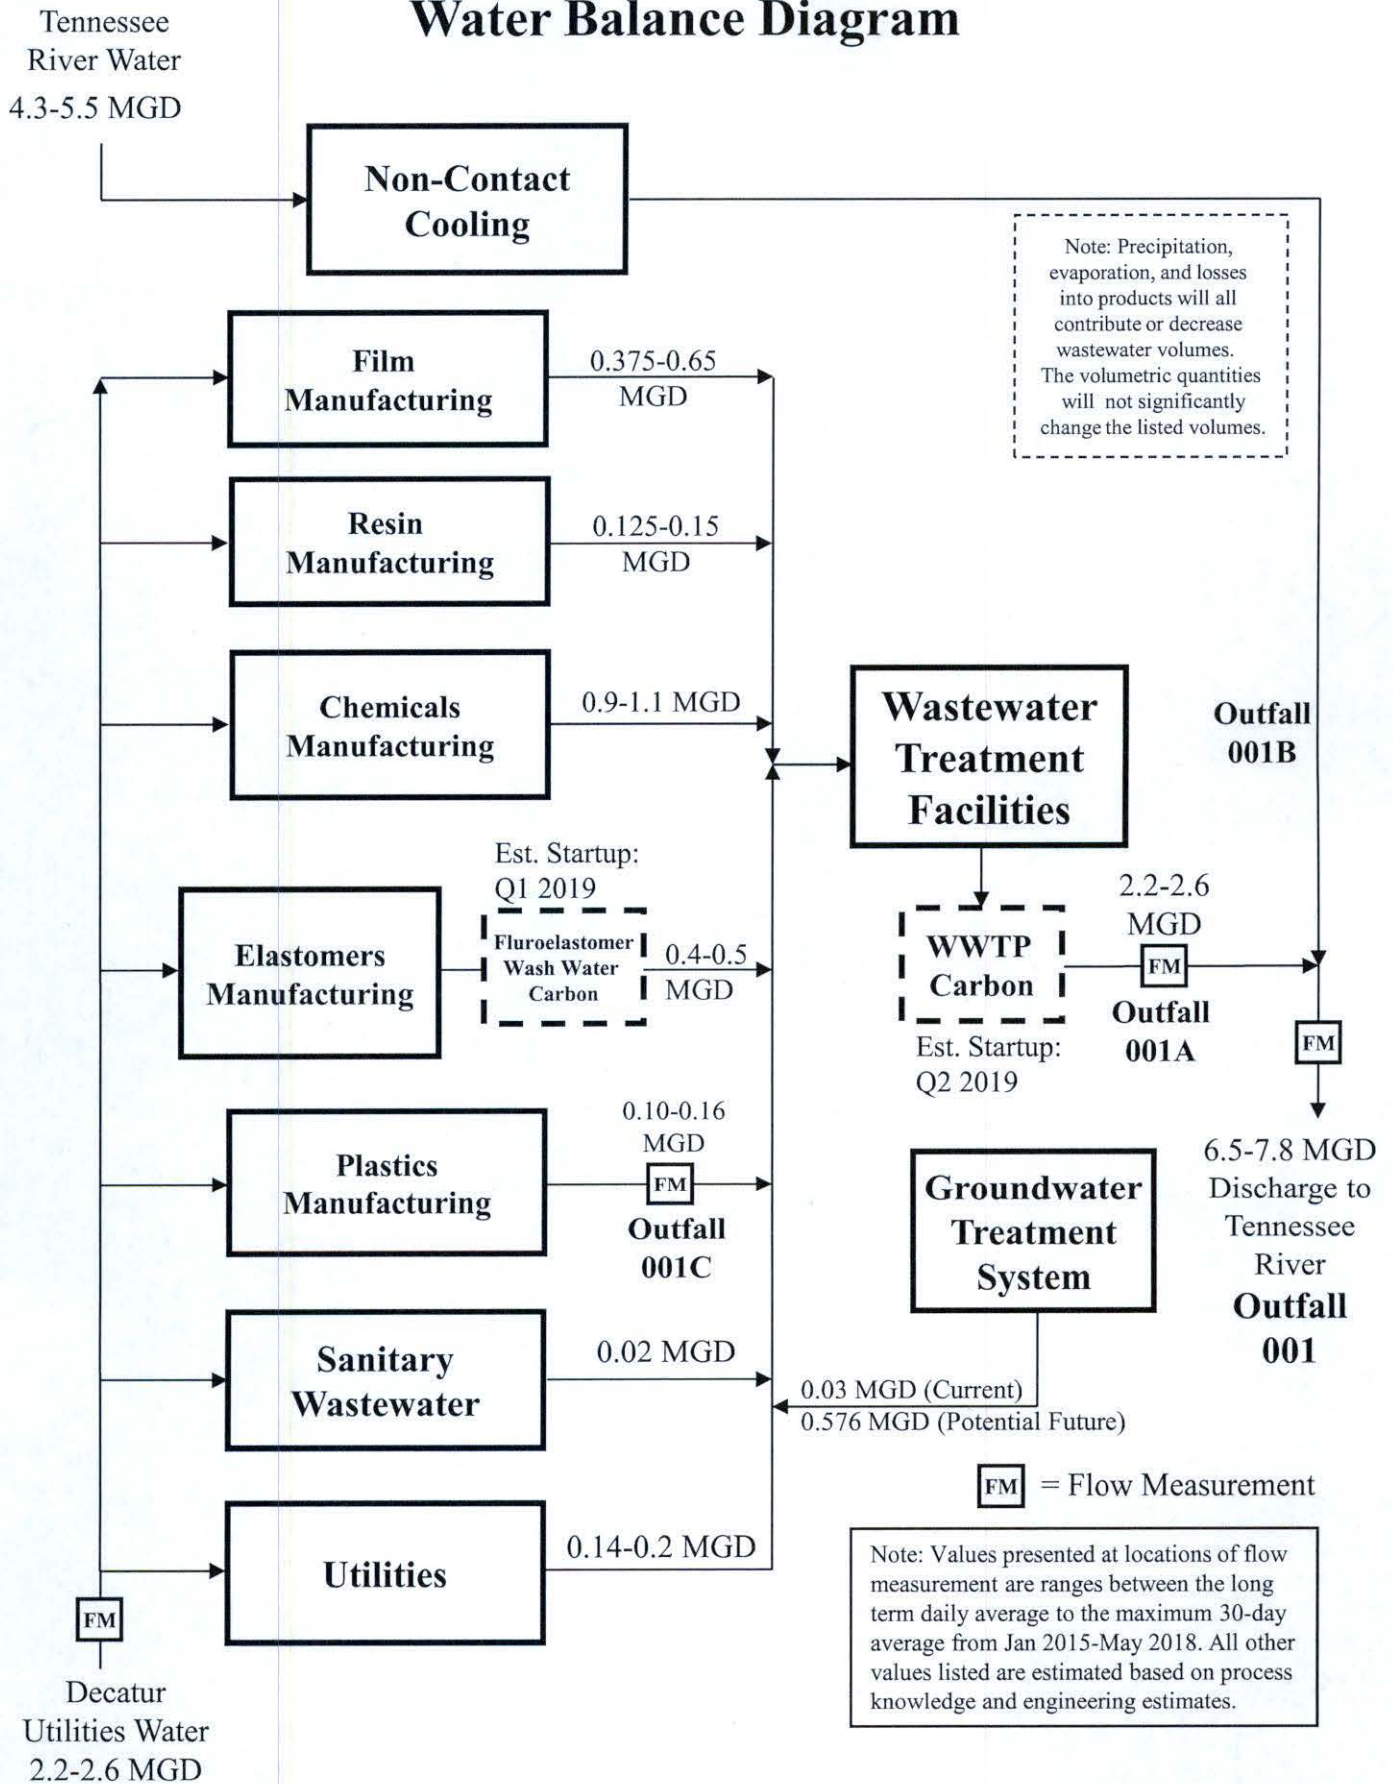 Water Balance Diagram
Tennessee
River Water
4.3-5.5 MGD
Non-Contact
Cooling
Note: Precipitation,
evaporation, and losses
into products will all
contribute or decrease
wastewater volumes.
The volumetric quantities
will not significantly
change the listed volumes.
Film
Manufacturing
0.375-0.65
MGD
Resin
Manufacturing
0.125-0.15
MGD
Chemicals
Manufacturing
0.9-1.1 MGD
Wastewater
Treatment
Facilities
Outfall
001B
Est. Startup:
Q1 2019
Elastomers
Manufacturing
Fluroelastomer
Wash Water
Carbon
0.4-0.5
MGD
WWTP
Carbon
Est. Startup:
Q2 2019
2.2-2.6
MGD
FM
Outfall
001A
FM
Plastics
Manufacturing
0.10-0.16
MGD
FM
Outfall
001C
Groundwater
Treatment
System
6.5-7.8 MGD
Discharge to
Tennessee
River
Outfall
001
Sanitary
Wastewater
0.02 MGD
0.03 MGD (Current)
0.576 MGD (Potential Future)
FM = Flow Measurement
Utilities
0.14-0.2 MGD
Note: Values presented at locations of flow
measurement are ranges between the long
term daily average to the maximum 30-day
average from Jan 2015-May 2018. All other
values listed are estimated based on process
knowledge and engineering estimates.
FM
Decatur
Utilities Water
2.2-2.6 MGD